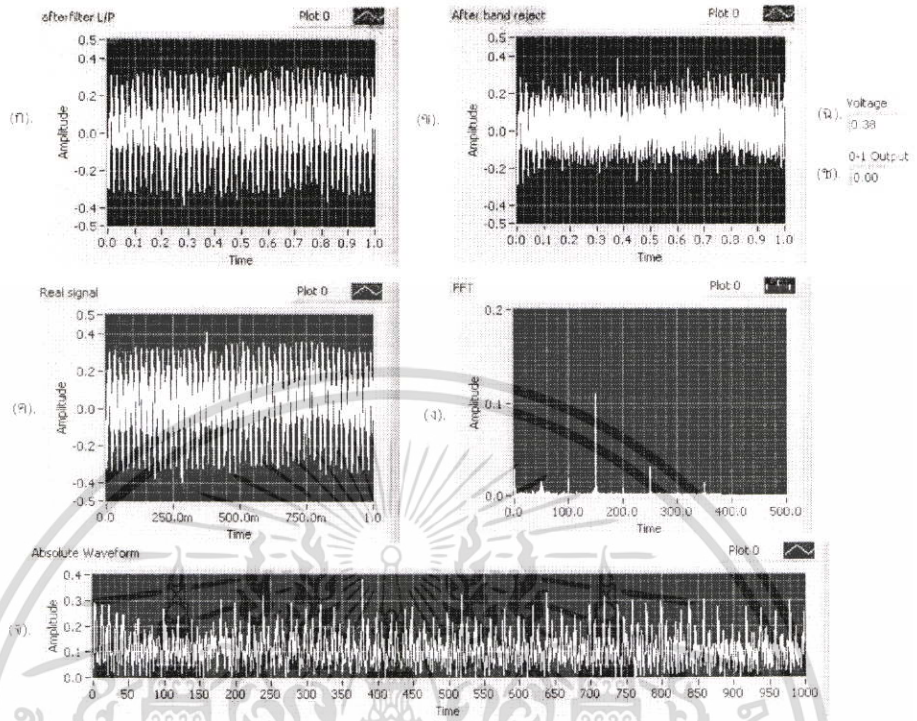 afterfilter L/P Plot 0
0.5
0.4
0.2
0.0
-0.2
-0.4
-0.5
Amplitude
0.0 0.1 0.2 0.3 0.4 0.5 0.6 0.7 0.8 0.9 1.0
Time
(ก).
After band reject Plot 0
0.5
0.4
0.2
0.0
-0.2
-0.4
-0.5
Amplitude
0.0 0.1 0.2 0.3 0.4 0.5 0.6 0.7 0.8 0.9 1.0
Time
(ข).
(ฉ). Voltage
0.38
0-1 Output
(ช). 0.00
Real signal Plot 0
0.5
0.4
0.2
0.0
-0.2
-0.4
-0.5
Amplitude
0.0 250.0m 500.0m 750.0m 1.0
Time
(ค).
FFT Plot 0
0.2
0.1
0.0
Amplitude
0.0 100.0 200.0 300.0 400.0 500.0
Time
(ง).
Absolute Waveform Plot 0
0.4
0.3
0.2
0.1
0.0
Amplitude
0 50 100 150 200 250 300 350 400 450 500 550 600 650 700 750 800 850 900 950 1000
Time
(จ).